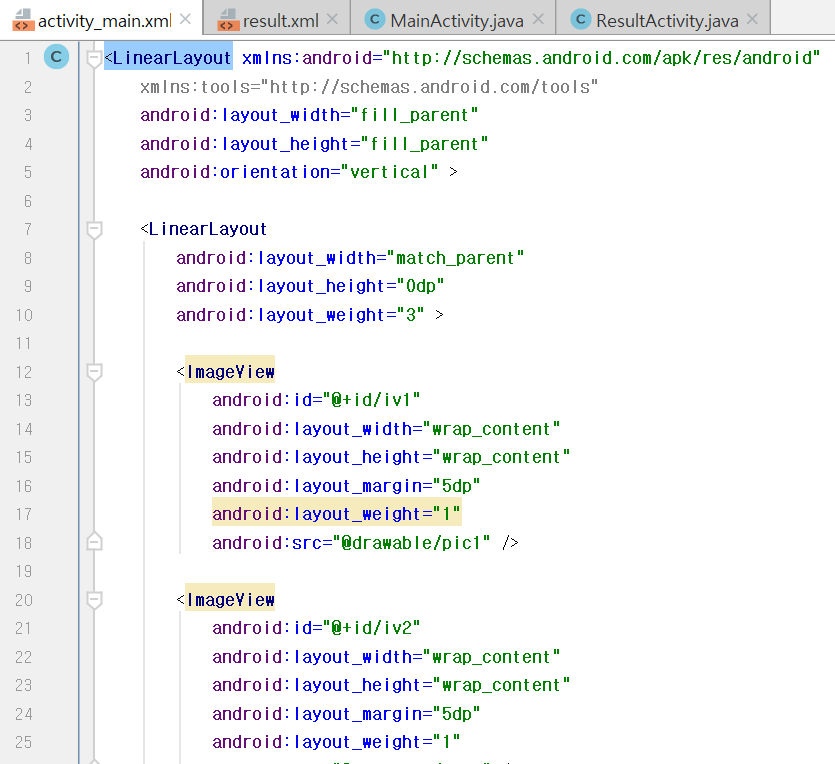 activity_main.xml × result.xml × MainActivity.java × ResultActivity.java ×
1 C <LinearLayout xmlns:android="http://schemas.android.com/apk/res/android"
2 xmlns:tools="http://schemas.android.com/tools"
3 android:layout_width="fill_parent"
4 android:layout_height="fill_parent"
5 android:orientation="vertical" >
6
7 <LinearLayout
8 android:layout_width="match_parent"
9 android:layout_height="0dp"
10 android:layout_weight="3" >
11
12 <ImageView
13 android:id="@+id/iv1"
14 android:layout_width="wrap_content"
15 android:layout_height="wrap_content"
16 android:layout_margin="5dp"
17 android:layout_weight="1"
18 android:src="@drawable/pic1" />
19
20 <ImageView
21 android:id="@+id/iv2"
22 android:layout_width="wrap_content"
23 android:layout_height="wrap_content"
24 android:layout_margin="5dp"
25 android:layout_weight="1"